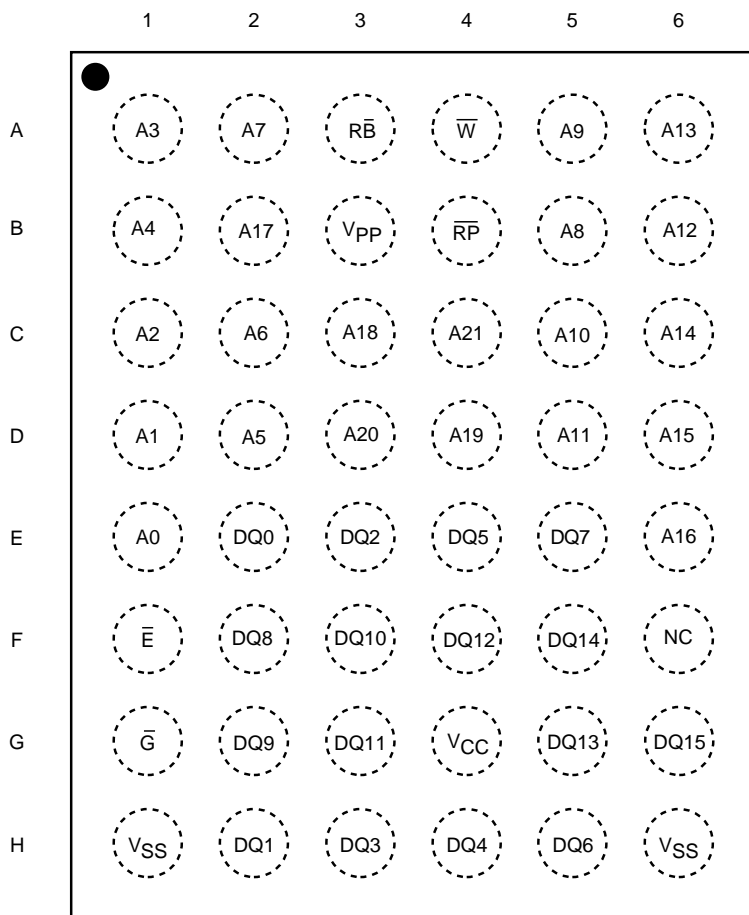 1 2 3 4 5 6
A A3 A7 RB̅ W̅ A9 A13
B A4 A17 VPP R̅P̅ A8 A12
C A2 A6 A18 A21 A10 A14
D A1 A5 A20 A19 A11 A15
E A0 DQ0 DQ2 DQ5 DQ7 A16
F E̅ DQ8 DQ10 DQ12 DQ14 NC
G G̅ DQ9 DQ11 VCC DQ13 DQ15
H VSS DQ1 DQ3 DQ4 DQ6 VSS